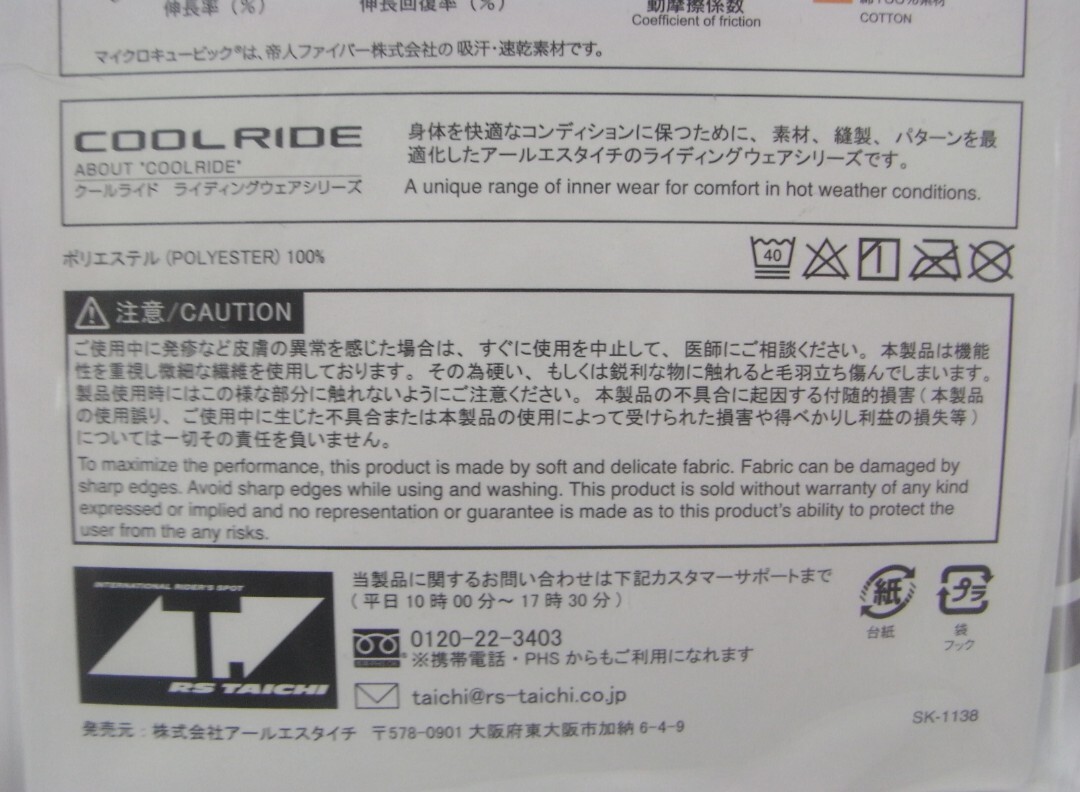 伸長率（%） 伸長回復率（%） 動摩擦係数
Coefficient of friction
COTTON
マイクロキュービック®は、帝人ファイバー株式会社の 吸汗・速乾素材です。
COOLRIDE
ABOUT "COOLRIDE"
クールライド ライディングウェアシリーズ
身体を快適なコンディションに保つために、素材、縫製、パターンを最
適化したアールエスタイチのライディングウェアシリーズです。
A unique range of inner wear for comfort in hot weather conditions.
ポリエステル (POLYESTER) 100%
40
注意/CAUTION
ご使用中に発疹など皮膚の異常を感じた場合は、すぐに使用を中止して、医師にご相談ください。本製品は機能
性を重視し微細な繊維を使用しております。その為硬い、もしくは鋭利な物に触れると毛羽立ち傷んでしまいます。
製品使用時にはこの様な部分に触れないようにご注意ください。本製品の不具合に起因する付随的損害（本製品
の使用誤り、ご使用中に生じた不具合または本製品の使用によって受けられた損害や得べかりし利益の損失等）
については一切その責任を負いません。
To maximize the performance, this product is made by soft and delicate fabric. Fabric can be damaged by
sharp edges. Avoid sharp edges while using and washing. This product is sold without warranty of any kind
expressed or implied and no representation or guarantee is made as to this product's ability to protect the
user from the any risks.
INTERNATIONAL RIDER'S SPOT
RS TAICHI
当製品に関するお問い合わせは下記カスタマーサポートまで
（平日10時00分〜17時30分）
0120-22-3403
※携帯電話・PHSからもご利用になれます
taichi@rs-taichi.co.jp
紙
台紙
プラ
袋
フック
発売元：株式会社アールエスタイチ 〒578-0901 大阪府東大阪市加納 6-4-9
SK-1138